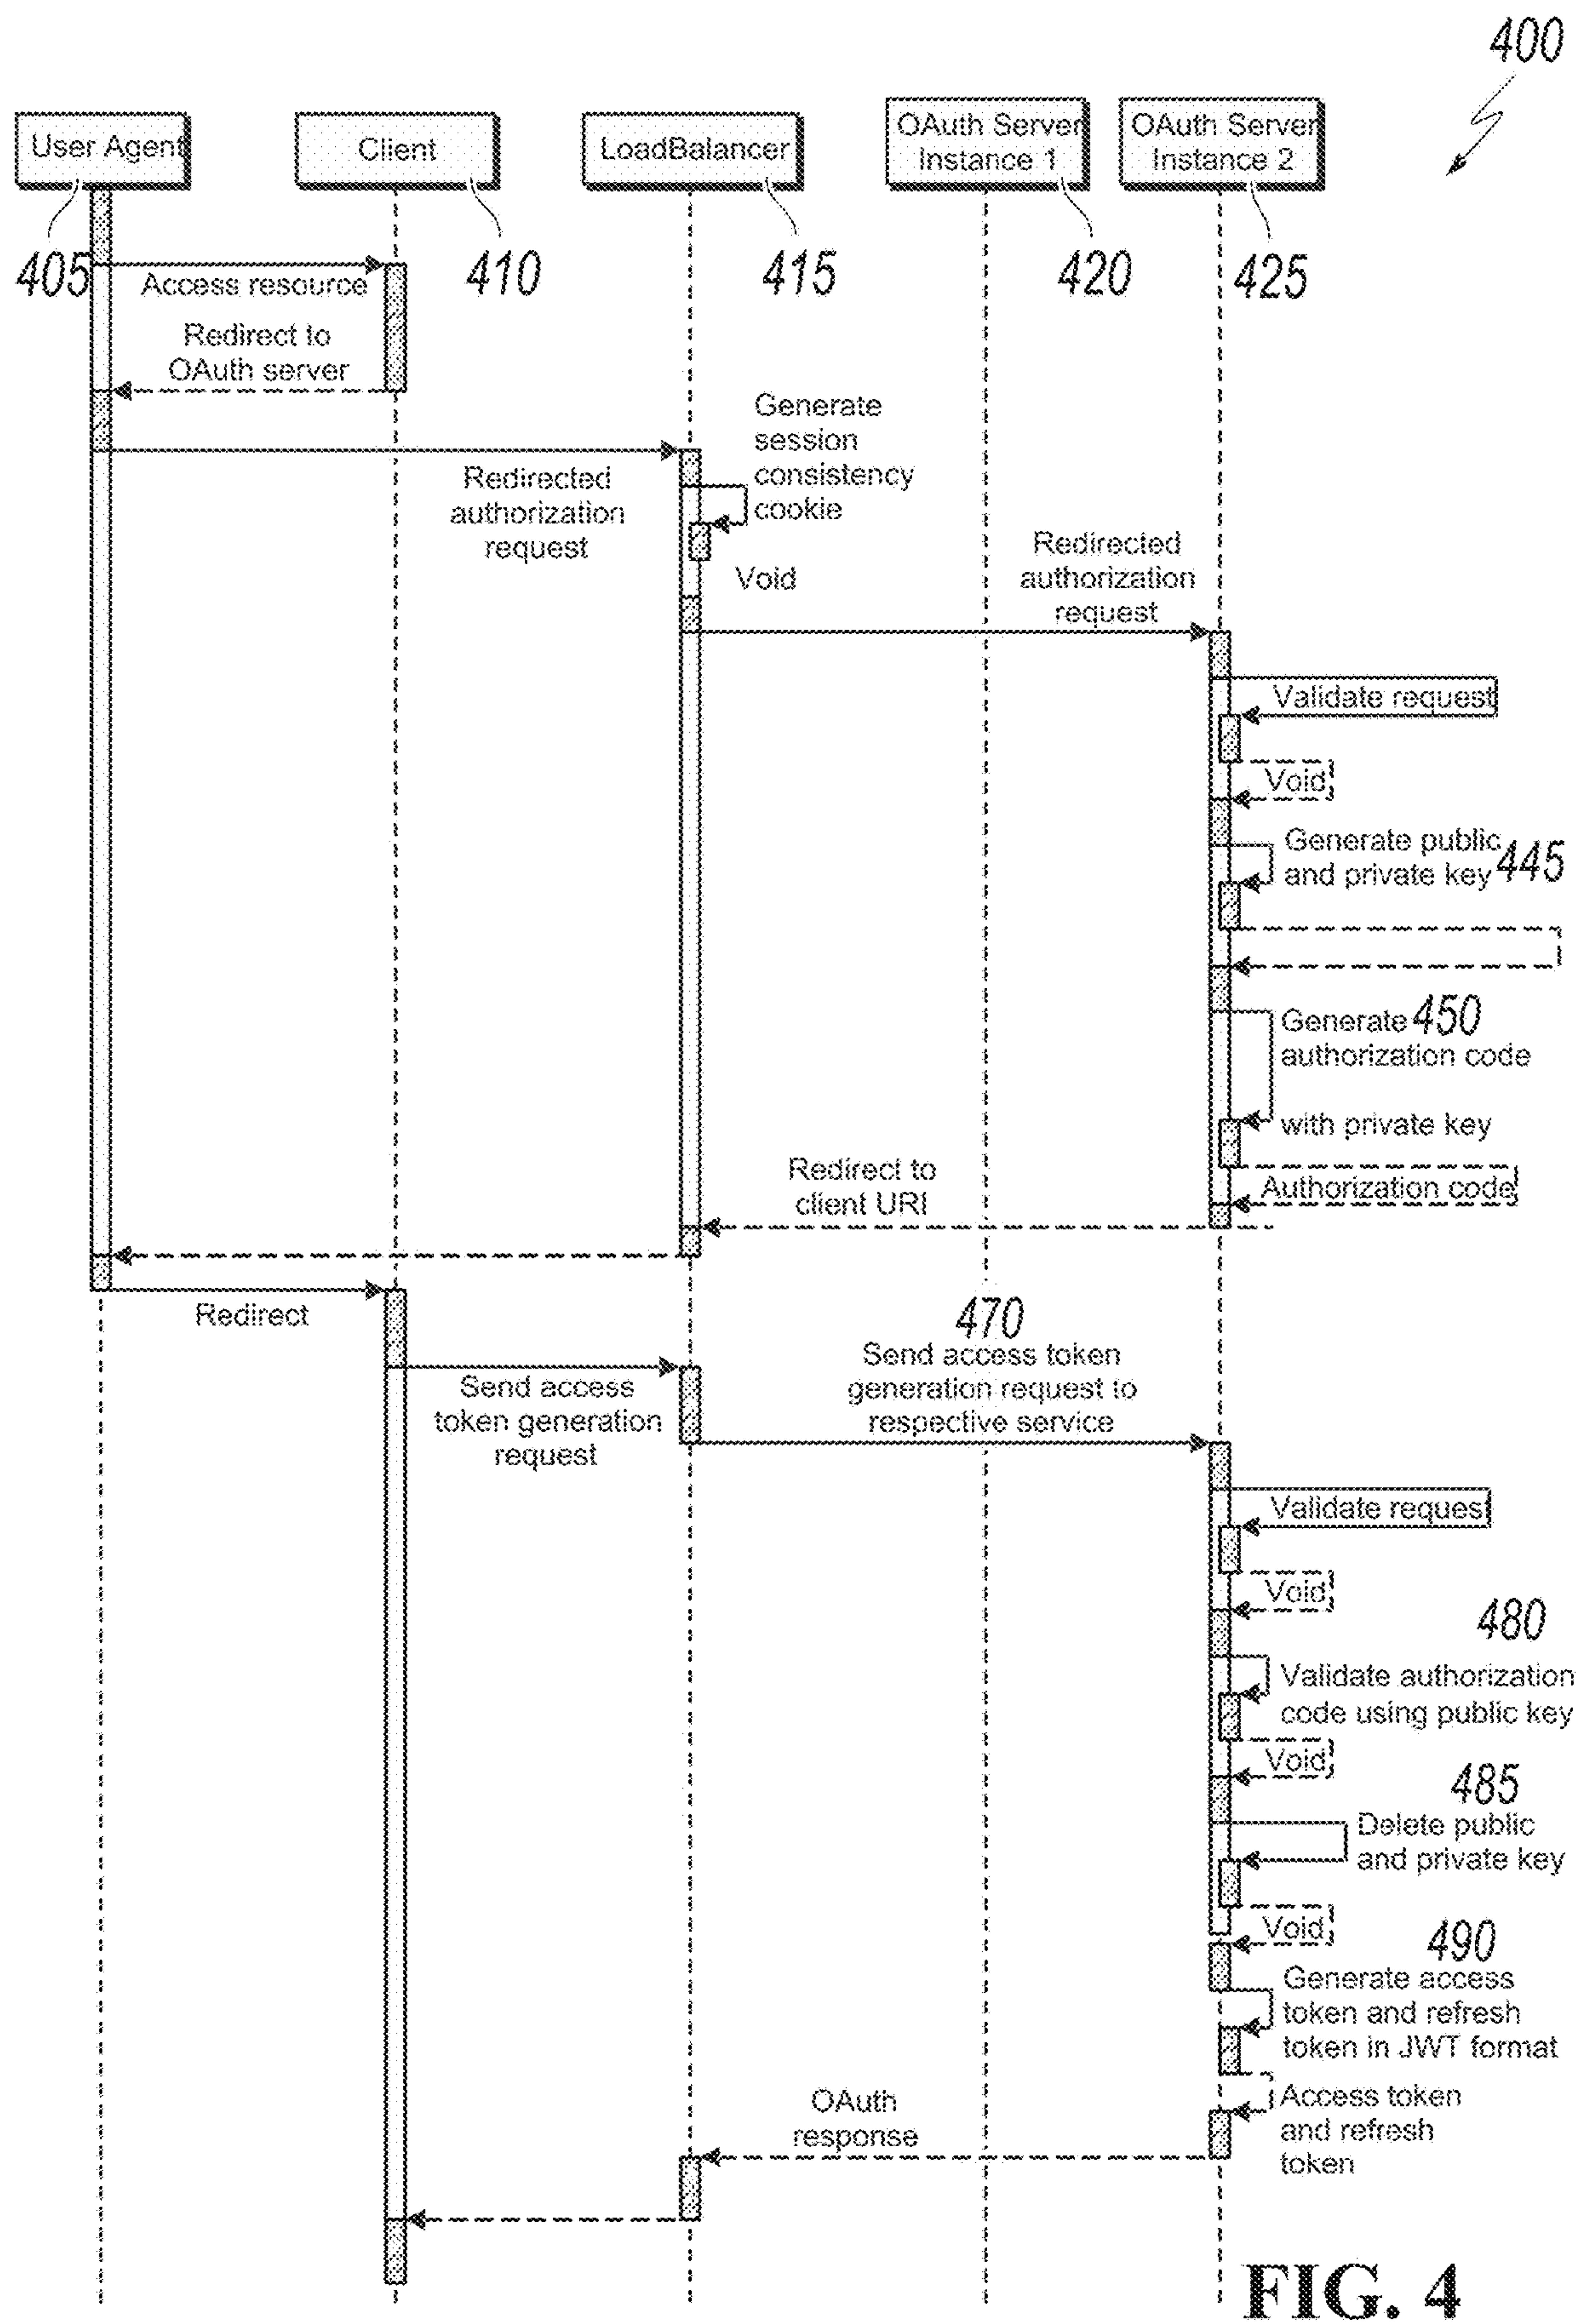 400
User Agent
Client
LoadBalancer
OAuth Server
Instance 1
OAuth Server
Instance 2
405
410
415
420
425
Access resource
Redirect to
OAuth server
Generate
session
consistency
cookie
Redirected
authorization
request
Void
Redirected
authorization
request
Validate request
Void
Generate public
and private key
445
Generate 450
authorization code
with private key
Authorization code
Redirect to
client URI
Redirect
470
Send access token
generation request to
respective service
Send access
token generation
request
Validate request
Void
480
Validate authorization
code using public key
Void
485
Delete public
and private key
Void
490
Generate access
token and refresh
token in JWT format
Access token
and refresh
token
OAuth
response
FIG. 4